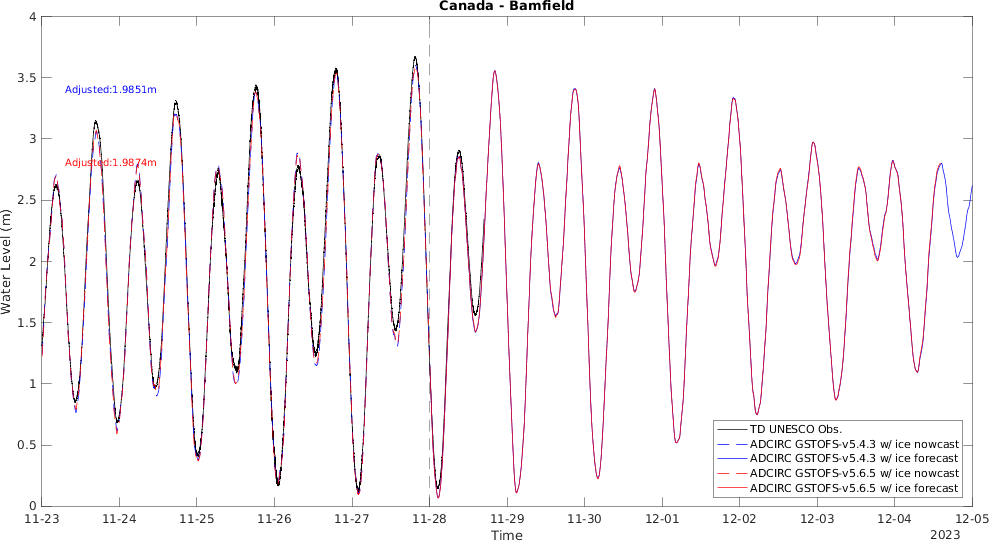 Canada - Bamfield
4
3.5
3
2.5
2
1.5
1
0.5
0
Water Level (m)
Adjusted:1.9851m
Adjusted:1.9874m
TD UNESCO Obs.
ADCIRC GSTOFS-v5.4.3 w/ ice nowcast
ADCIRC GSTOFS-v5.4.3 w/ ice forecast
ADCIRC GSTOFS-v5.6.5 w/ ice nowcast
ADCIRC GSTOFS-v5.6.5 w/ ice forecast
11-23 11-24 11-25 11-26 11-27 11-28 11-29 11-30 12-01 12-02 12-03 12-04 12-05
Time
2023